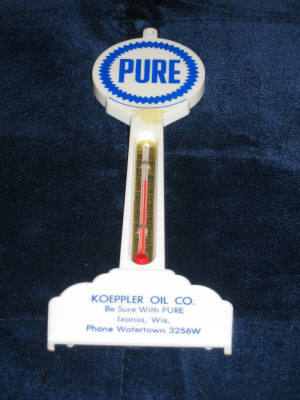 PURE
KOEPPLER OIL CO.
Be Sure With PURE
Ixonia, Wis.
Phone Watertown 3256W